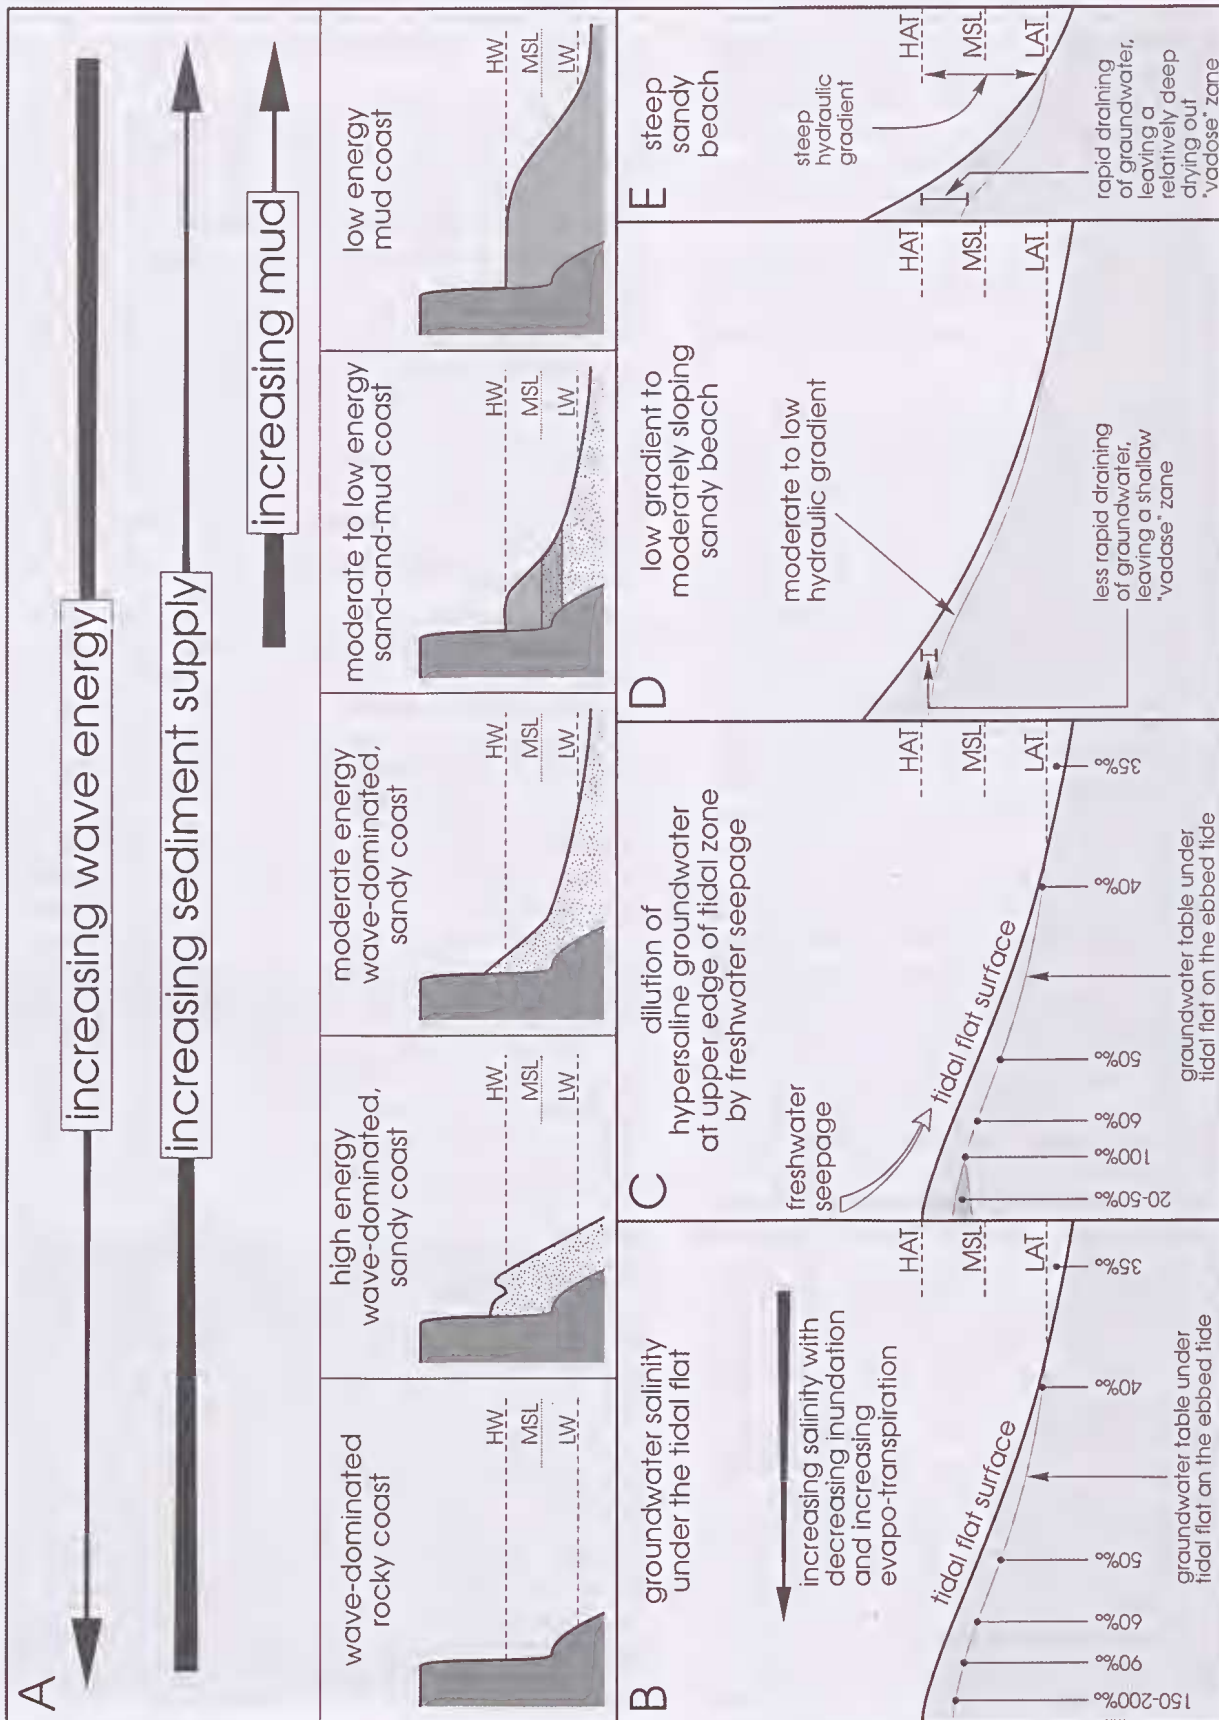 A
increasing wave energy
increasing sediment supply
increasing mud
wave-dominated
rocky coast
HW
MSL
LW
high energy
wave-dominated,
sandy coast
HW
MSL
LW
moderate energy
wave-dominated,
sandy coast
HW
MSL
LW
moderate to low energy
sand-and-mud coast
HW
MSL
LW
low energy
mud coast
HW
MSL
LW
B
groundwater salinity
under the tidal flat
increasing salinity with
decreasing inundation
and increasing
evapo-transpiration
HAT
MSL
LAT
tidal flat surface
150-200‰
90‰
60‰
50‰
40‰
35‰
graundwater table under
tidal flat an the ebbed tide
C
dilution of
hypersaline groundwater
at upper edge of tidal zone
by freshwater seepage
freshwater
seepage
HAT
MSL
LAT
tidal flat surface
20-50‰
100‰
60‰
50‰
40‰
35‰
groundwater table under
tidal flat on the ebbed tide
D
low gradient to
moderately sloping
sandy beach
moderate to low
hydraulic gradient
HAT
MSL
LAT
less rapid draining
of graundwater,
leaving a shallaw
"vadase" zane
E
steep
sandy
beach
steep
hydraulic
gradient
HAT
MSL
LAT
rapid draining
of groundwater,
leaving a
relatively deep
drying out
"vadose" zone